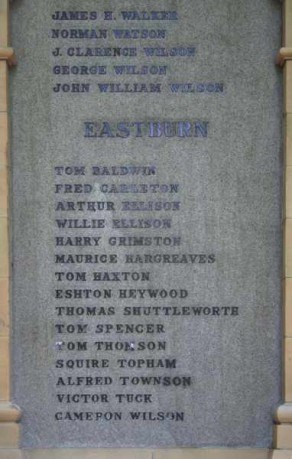 JAMES H. WALKER
NORMAN WATSON
J. CLARENCE WILSON
GEORGE WILSON
JOHN WILLIAM WILSON
EASTBURN
TOM BALDWIN
FRED CARLETON
ARTHUR ELLISON
WILLIE ELLISON
HARRY GRIMSTON
MAURICE HARGREAVES
TOM HAXTON
ESHTON HEYWOOD
THOMAS SHUTTLEWORTH
TOM SPENCER
TOM THOMSON
SQUIRE TOPHAM
ALFRED TOWNSON
VICTOR TUCK
CAMERON WILSON